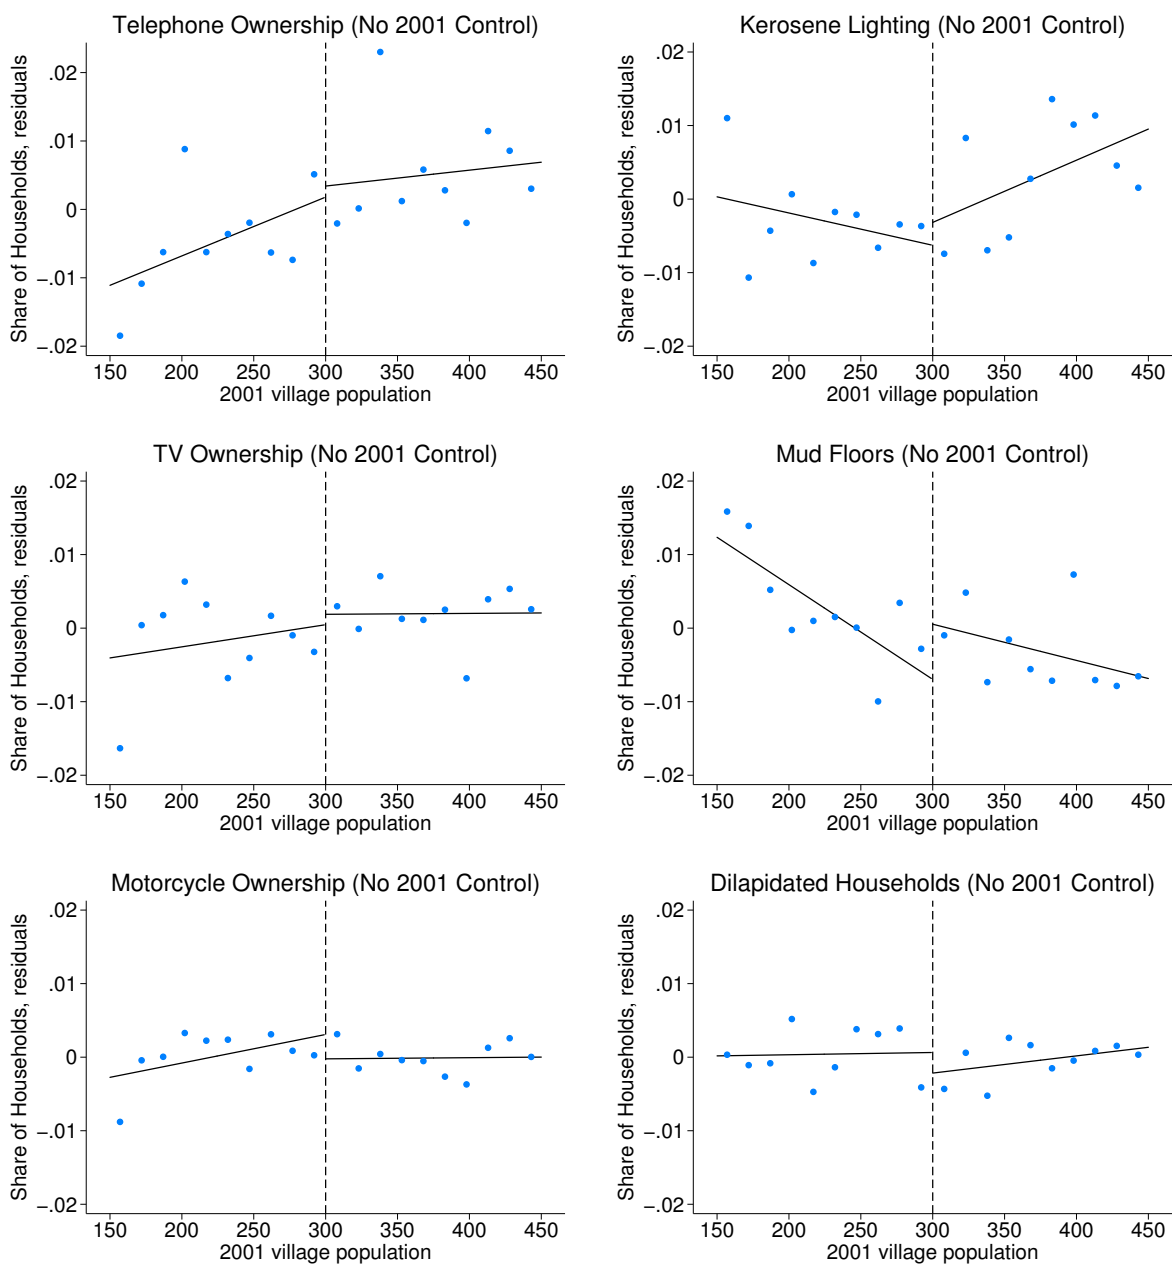 Telephone Ownership (No 2001 Control)
Share of Households, residuals
.02
.01
0
−.01
−.02
150 200 250 300 350 400 450
2001 village population
Kerosene Lighting (No 2001 Control)
Share of Households, residuals
.02
.01
0
−.01
−.02
150 200 250 300 350 400 450
2001 village population
TV Ownership (No 2001 Control)
Share of Households, residuals
.02
.01
0
−.01
−.02
150 200 250 300 350 400 450
2001 village population
Mud Floors (No 2001 Control)
Share of Households, residuals
.02
.01
0
−.01
−.02
150 200 250 300 350 400 450
2001 village population
Motorcycle Ownership (No 2001 Control)
Share of Households, residuals
.02
.01
0
−.01
−.02
150 200 250 300 350 400 450
2001 village population
Dilapidated Households (No 2001 Control)
Share of Households, residuals
.02
.01
0
−.01
−.02
150 200 250 300 350 400 450
2001 village population